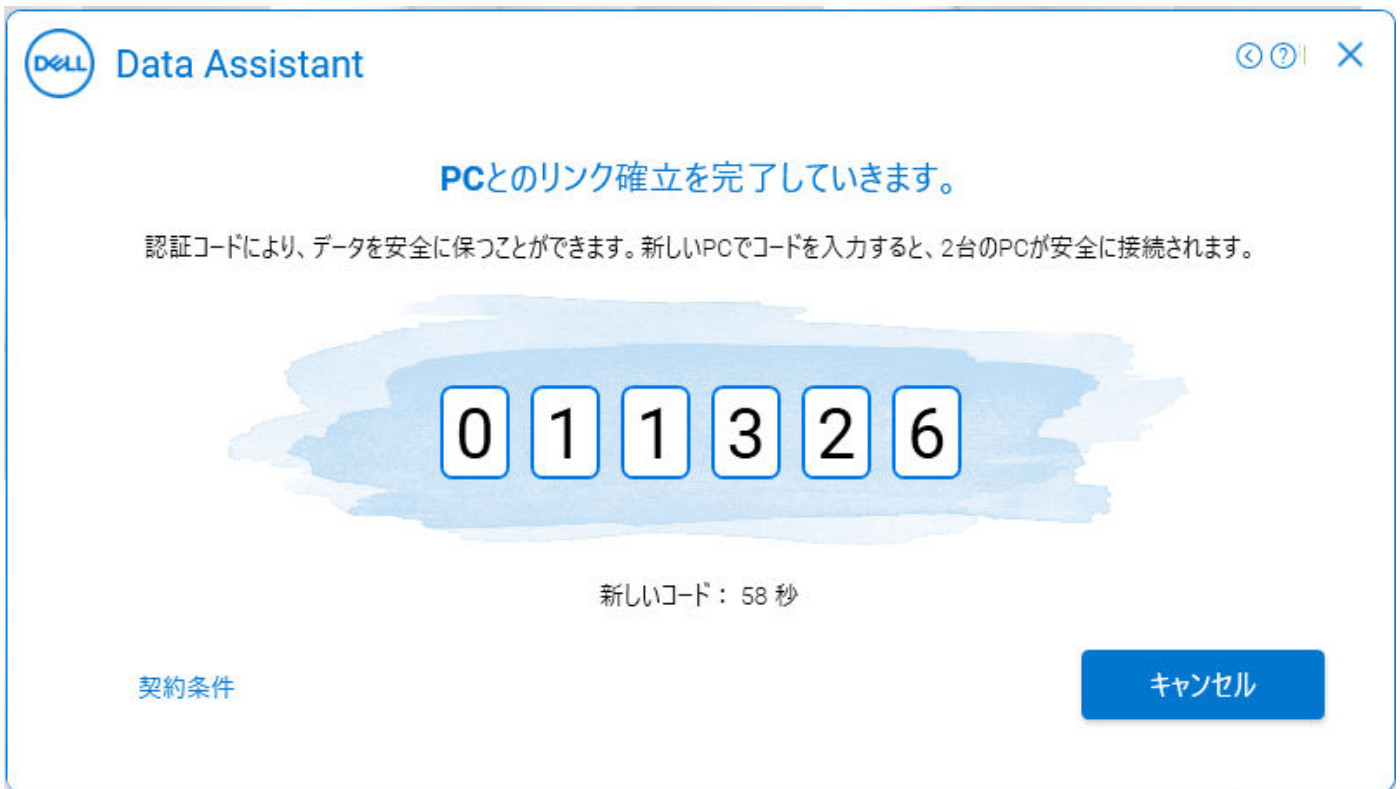 DELL Data Assistant
PCとのリンク確立を完了していきます。
認証コードにより、データを安全に保つことができます。新しいPCでコードを入力すると、2台のPCが安全に接続されます。
0 1 1 3 2 6
新しいコード： 58 秒
契約条件
キャンセル